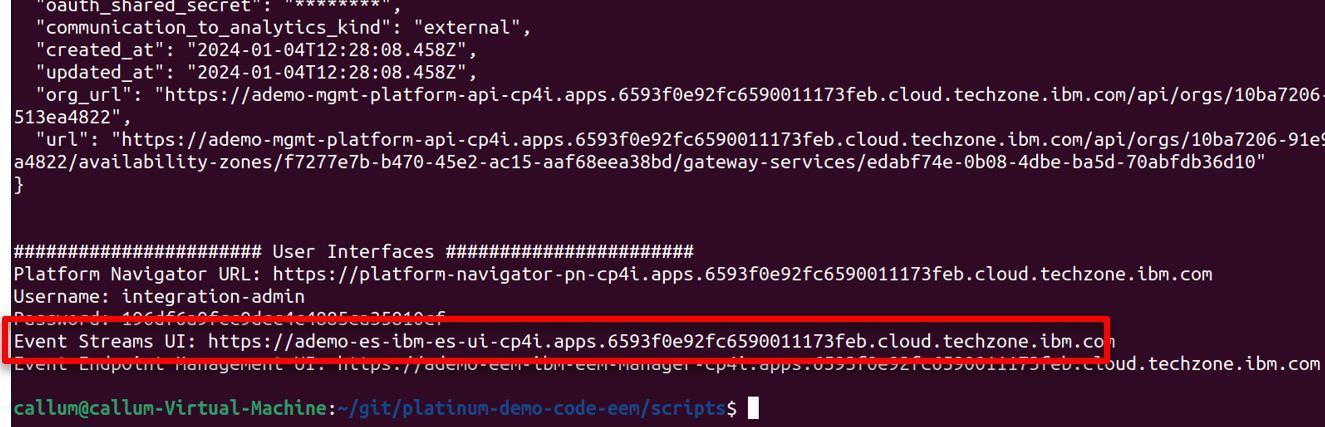 "oauth_shared_secret": "********",
"communication_to_analytics_kind": "external",
"created_at": "2024-01-04T12:28:08.458Z",
"updated_at": "2024-01-04T12:28:08.458Z",
"org_url": "https://ademo-mgmt-platform-api-cp4i.apps.6593f0e92fc6590011173feb.cloud.techzone.ibm.com/api/orgs/10ba7206-
513ea4822",
"url": "https://ademo-mgmt-platform-api-cp4i.apps.6593f0e92fc6590011173feb.cloud.techzone.ibm.com/api/orgs/10ba7206-91e9
a4822/availability-zones/f7277e7b-b470-45e2-ac15-aaf68eea38bd/gateway-services/edabf74e-0b08-4dbe-ba5d-70abfdb36d10"
}
####################### User Interfaces #######################
Platform Navigator URL: https://platform-navigator-pn-cp4i.apps.6593f0e92fc6590011173feb.cloud.techzone.ibm.com
Username: integration-admin
Password:
Event Streams UI: https://ademo-es-ibm-es-ui-cp4i.apps.6593f0e92fc6590011173feb.cloud.techzone.ibm.com
Event Endpoint Management UI: https://ademo-eem-ibm-eem-manager-cp4i.apps.6593f0e92fc6590011173feb.cloud.techzone.ibm.com
callum@callum-Virtual-Machine:~/git/platinum-demo-code-eem/scripts$